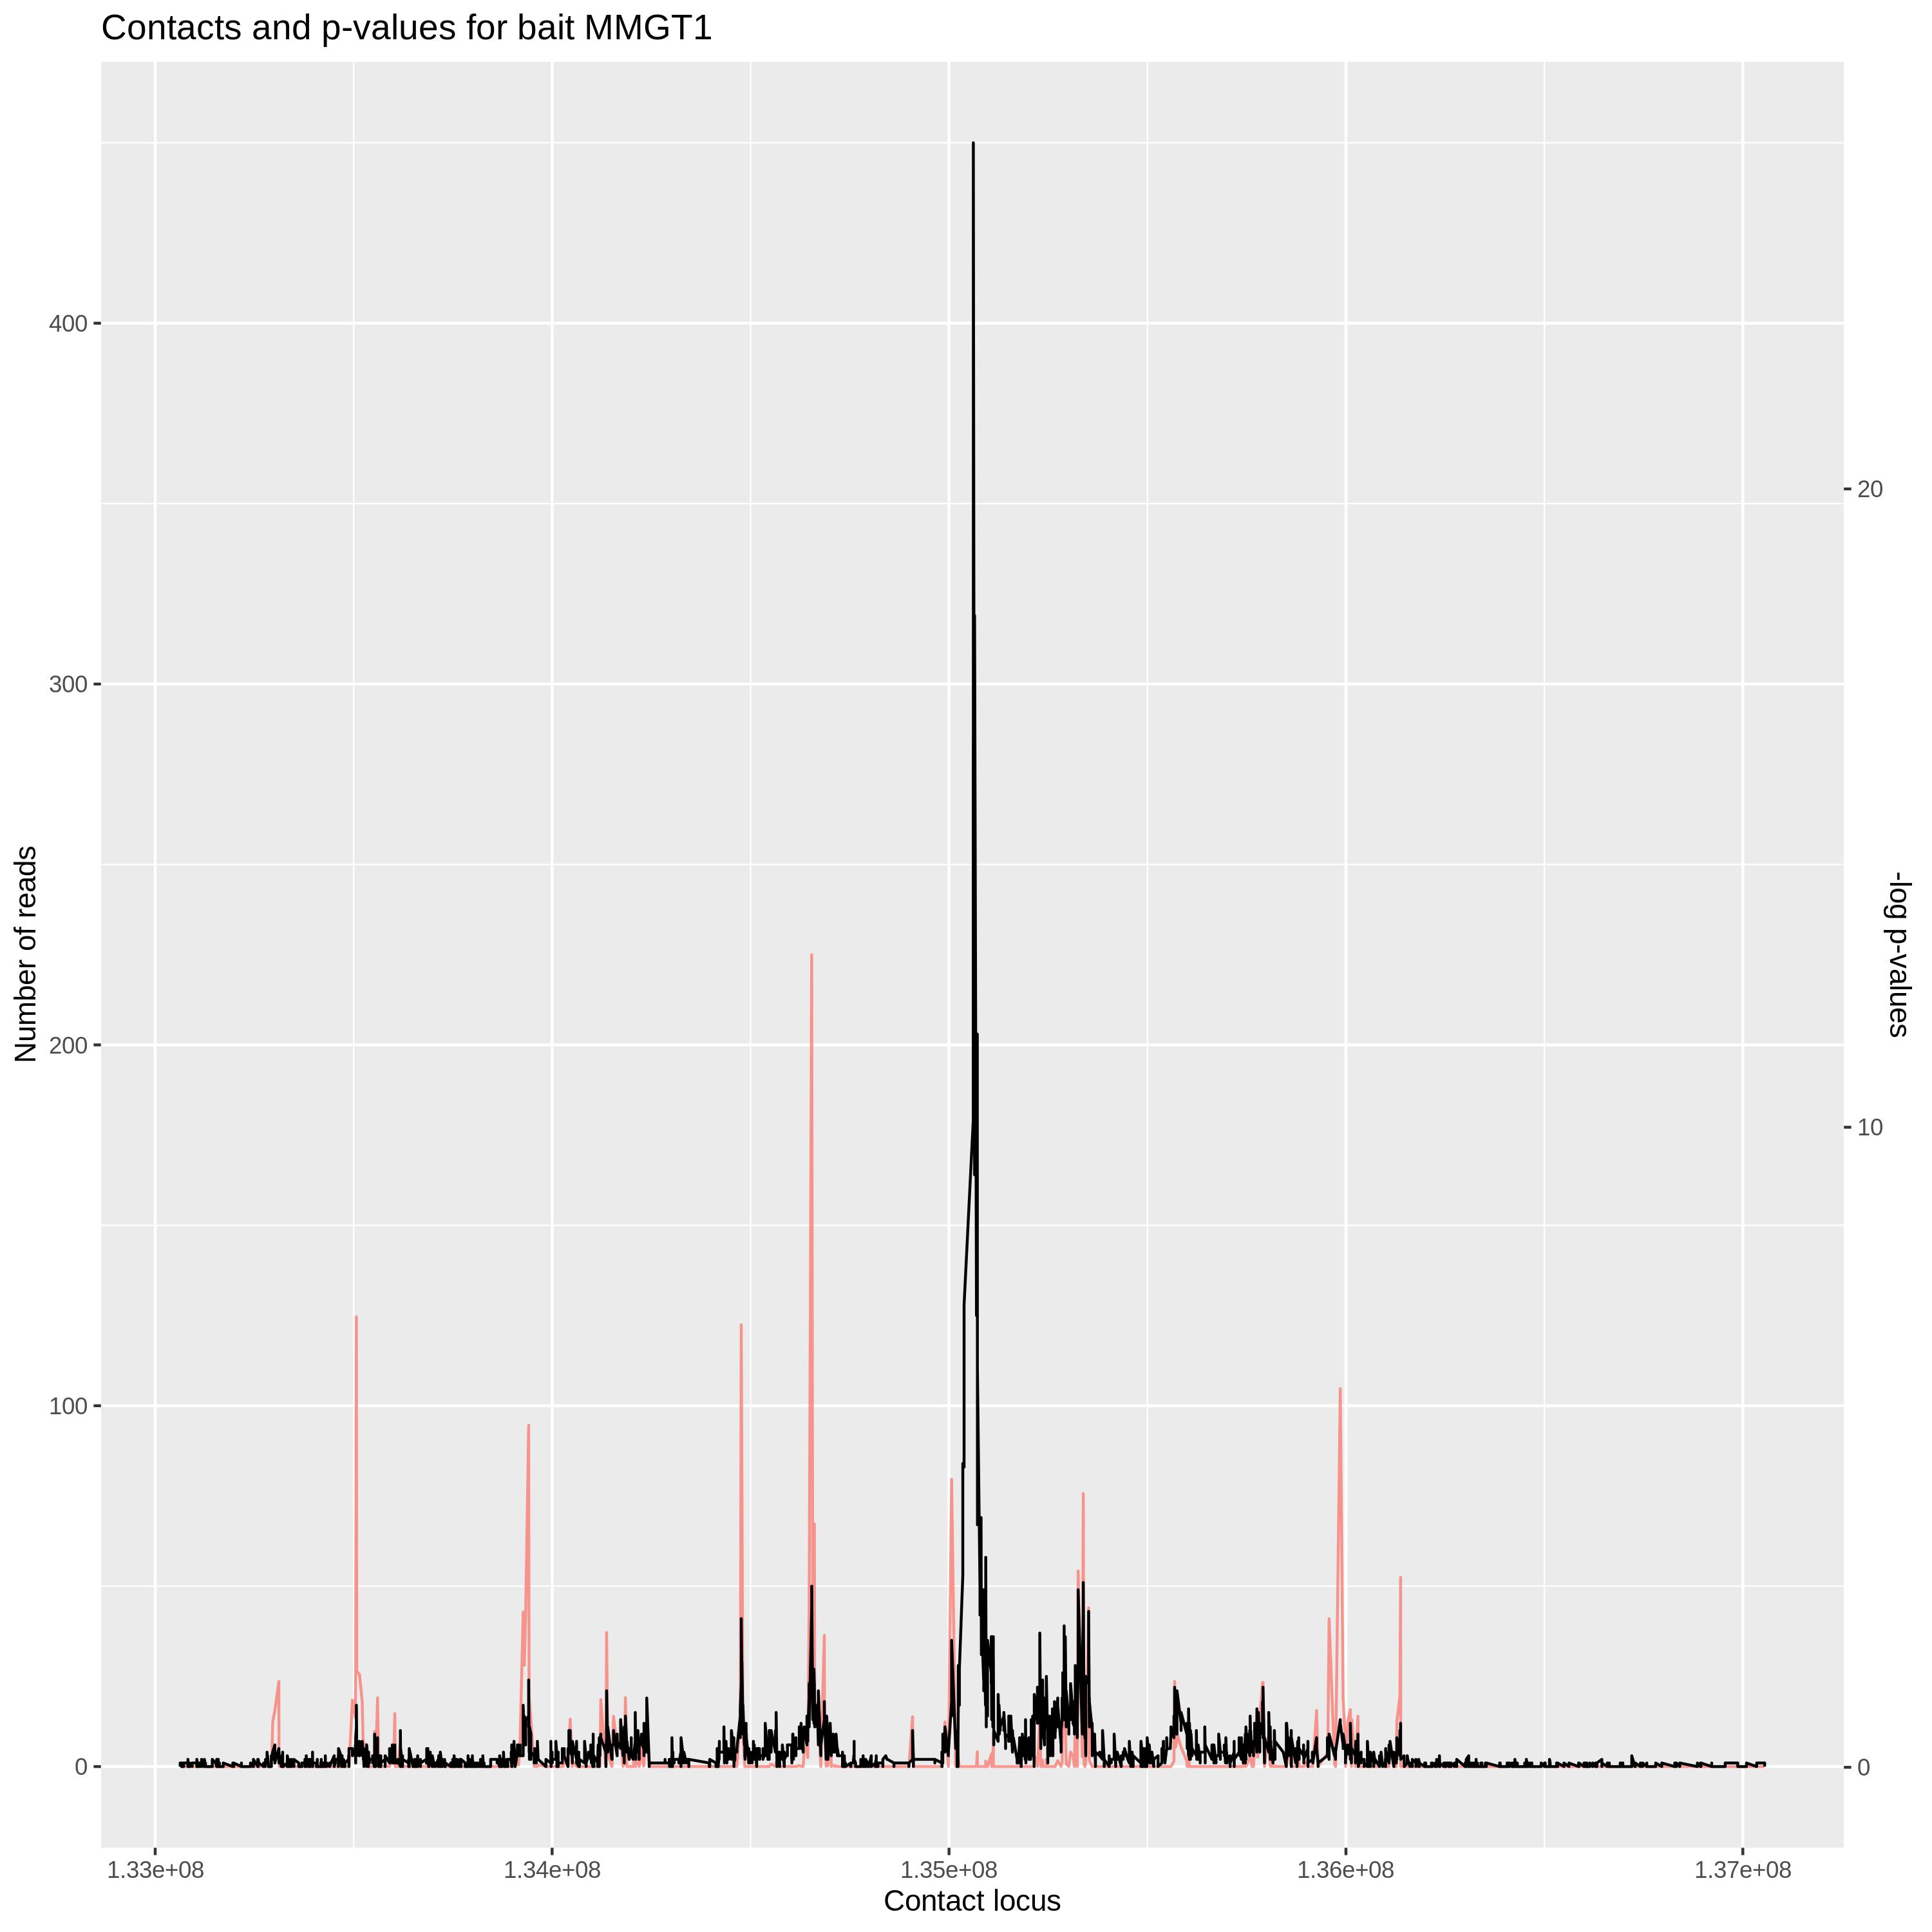 Contacts and p-values for bait MMGT1
400
300
200
100
0
Number of reads
20
10
0
-log p-values
1.33e+08
1.34e+08
1.35e+08
1.36e+08
1.37e+08
Contact locus